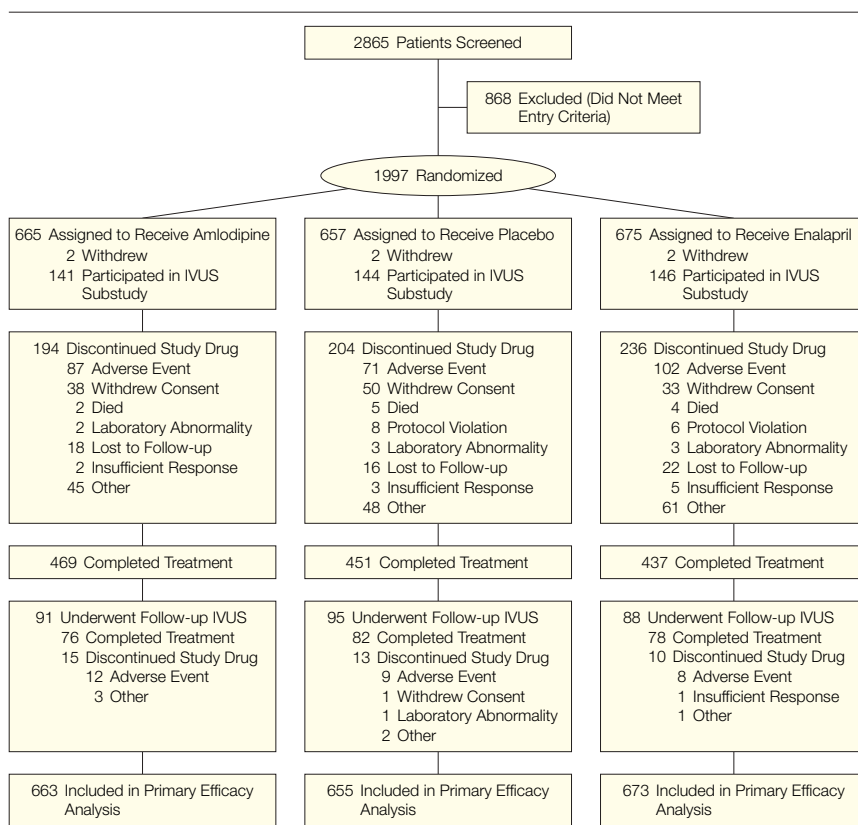 2865 Patients Screened
868 Excluded (Did Not Meet
Entry Criteria)
1997 Randomized
665 Assigned to Receive Amlodipine
2 Withdrew
141 Participated in IVUS
Substudy
657 Assigned to Receive Placebo
2 Withdrew
144 Participated in IVUS
Substudy
675 Assigned to Receive Enalapril
2 Withdrew
146 Participated in IVUS
Substudy
194 Discontinued Study Drug
87 Adverse Event
38 Withdrew Consent
2 Died
2 Laboratory Abnormality
18 Lost to Follow-up
2 Insufficient Response
45 Other
204 Discontinued Study Drug
71 Adverse Event
50 Withdrew Consent
5 Died
8 Protocol Violation
3 Laboratory Abnormality
16 Lost to Follow-up
3 Insufficient Response
48 Other
236 Discontinued Study Drug
102 Adverse Event
33 Withdrew Consent
4 Died
6 Protocol Violation
3 Laboratory Abnormality
22 Lost to Follow-up
5 Insufficient Response
61 Other
469 Completed Treatment
451 Completed Treatment
437 Completed Treatment
91 Underwent Follow-up IVUS
76 Completed Treatment
15 Discontinued Study Drug
12 Adverse Event
3 Other
95 Underwent Follow-up IVUS
82 Completed Treatment
13 Discontinued Study Drug
9 Adverse Event
1 Withdrew Consent
1 Laboratory Abnormality
2 Other
88 Underwent Follow-up IVUS
78 Completed Treatment
10 Discontinued Study Drug
8 Adverse Event
1 Insufficient Response
1 Other
663 Included in Primary Efficacy
Analysis
655 Included in Primary Efficacy
Analysis
673 Included in Primary Efficacy
Analysis